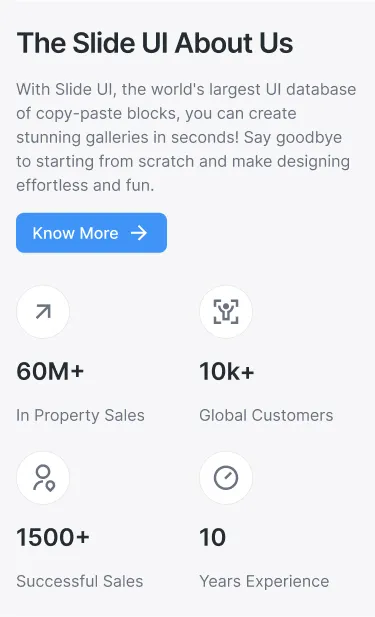 The Slide UI About Us
With Slide UI, the world's largest UI database
of copy-paste blocks, you can create
stunning galleries in seconds! Say goodbye
to starting from scratch and make designing
effortless and fun.
Know More
60M+
In Property Sales
10k+
Global Customers
1500+
Successful Sales
10
Years Experience